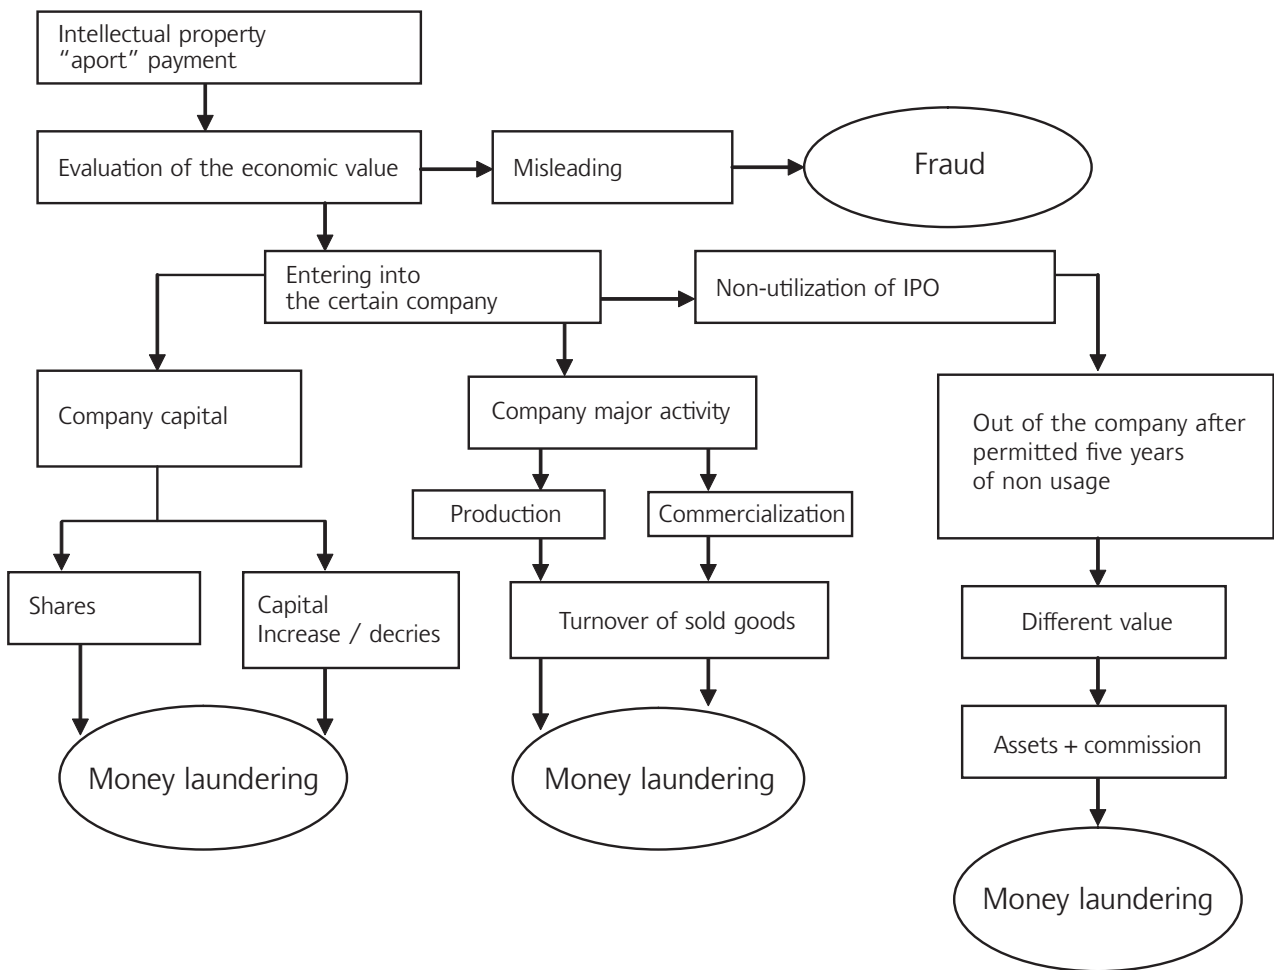 Intellectual property
“aport” payment
Evaluation of the economic value
Misleading
Fraud
Entering into
the certain company
Non-utilization of IPO
Company capital
Company major activity
Out of the company after
permitted five years
of non usage
Production
Commercialization
Shares
Capital
Increase / decries
Turnover of sold goods
Different value
Assets + commission
Money laundering
Money laundering
Money laundering